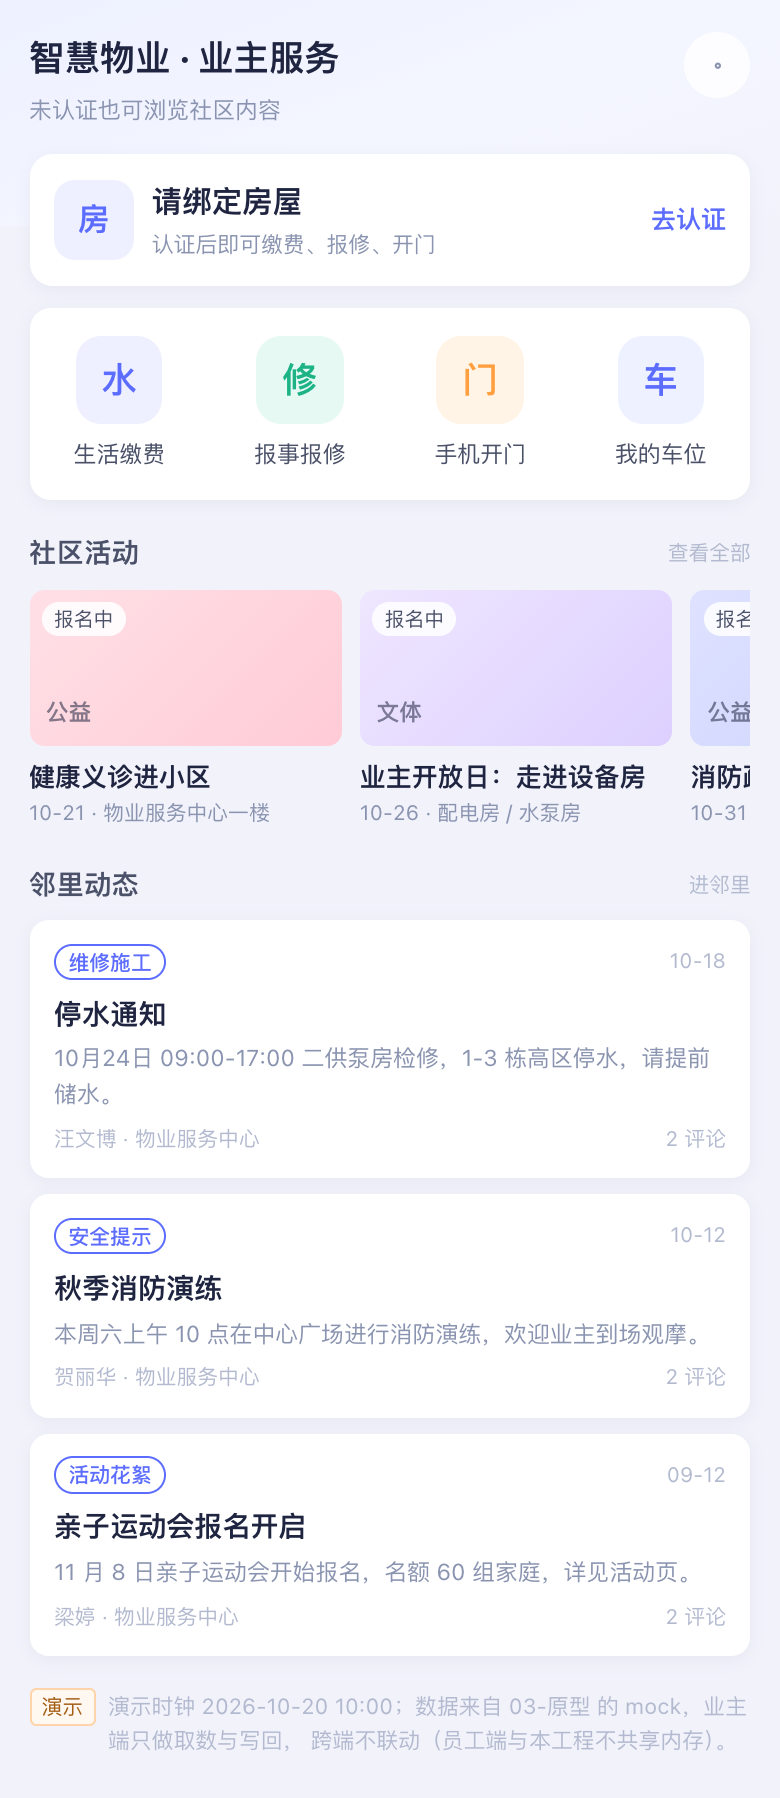 智慧物业 · 业主服务
。
未认证也可浏览社区内容
房
请绑定房屋
认证后即可缴费、报修、开门
去认证
水
修
门
车
生活缴费
报事报修
手机开门
我的车位
社区活动
查看全部
报名中
报名中
报名
公益
文体
公益
健康义诊进小区
业主开放日：走进设备房
消防
10-21 · 物业服务中心一楼
10-26 · 配电房 / 水泵房
10-31
邻里动态
进邻里
维修施工
10-18
停水通知
10月24日 09:00-17:00 二供泵房检修，1-3 栋高区停水，请提前
储水。
汪文博 · 物业服务中心
2 评论
安全提示
10-12
秋季消防演练
本周六上午 10 点在中心广场进行消防演练，欢迎业主到场观摩。
贺丽华 · 物业服务中心
2 评论
活动花絮
09-12
亲子运动会报名开启
11 月 8 日亲子运动会开始报名，名额 60 组家庭，详见活动页。
梁婷 · 物业服务中心
2 评论
演示
演示时钟 2026-10-20 10:00；数据来自 03-原型 的 mock，业主
端只做取数与写回， 跨端不联动（员工端与本工程不共享内存）。